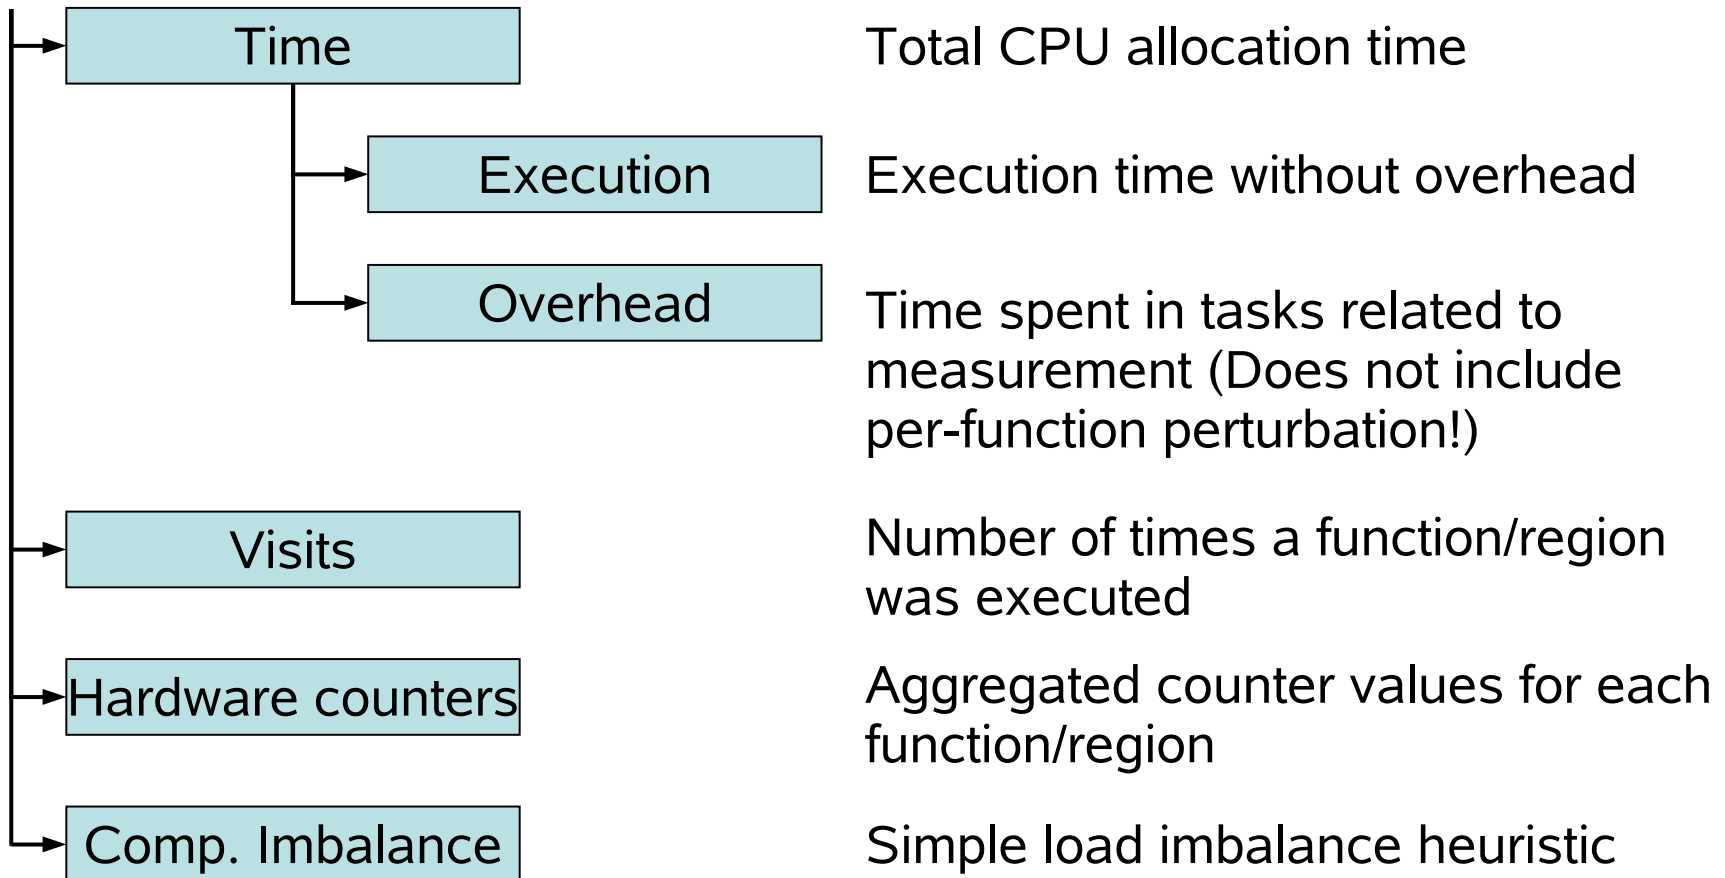 Time
Total CPU allocation time
Execution
Execution time without overhead
Overhead
Time spent in tasks related to
measurement (Does not include
per-function perturbation!)
Visits
Number of times a function/region
was executed
Hardware counters
Aggregated counter values for each
function/region
Comp. Imbalance
Simple load imbalance heuristic